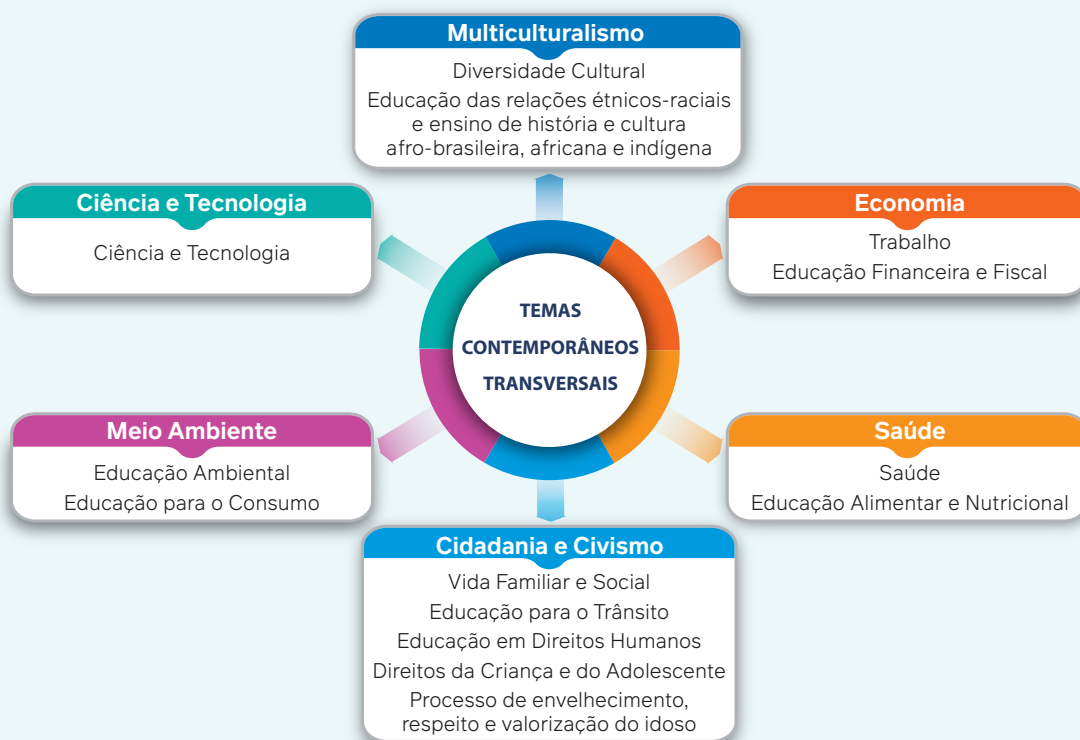 Multiculturalismo
Diversidade Cultural
Educação das relações étnicos-raciais
e ensino de história e cultura
afro-brasileira, africana e indígena
Ciência e Tecnologia
Ciência e Tecnologia
Economia
Trabalho
Educação Financeira e Fiscal
TEMAS
CONTEMPORÂNEOS
TRANSVERSAIS
Meio Ambiente
Educação Ambiental
Educação para o Consumo
Saúde
Saúde
Educação Alimentar e Nutricional
Cidadania e Civismo
Vida Familiar e Social
Educação para o Trânsito
Educação em Direitos Humanos
Direitos da Criança e do Adolescente
Processo de envelhecimento,
respeito e valorização do idoso